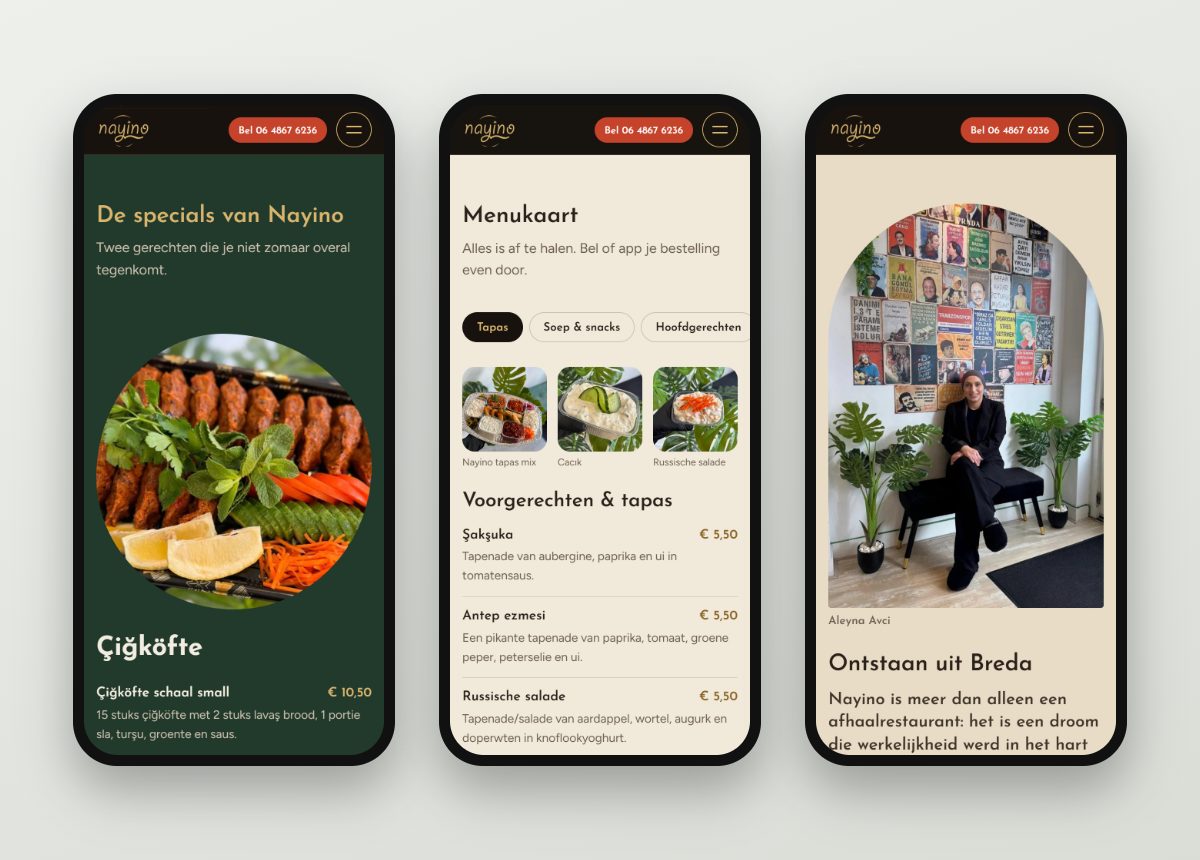 nayino
Bel 06 4867 6236
De specials van Nayino
Twee gerechten die je niet zomaar overal
tegenkomt.
Çiğköfte
Çiğköfte schaal small
€ 10,50
15 stuks çiğköfte met 2 stuks lavaş brood, 1 portie
sla, turşu, groente en saus.
nayino
Bel 06 4867 6236
Menukaart
Alles is af te halen. Bel of app je bestelling
even door.
Tapas
Soep & snacks
Hoofdgerechten
Nayino tapas mix
Cacık
Russische salade
Voorgerechten & tapas
Şakşuka
€ 5,50
Tapenade van aubergine, paprika en ui in
tomatensaus.
Antep ezmesi
€ 5,50
Een pikante tapenade van paprika, tomaat, groene
peper, peterselie en ui.
Russische salade
€ 5,50
Tapenade/salade van aardappel, wortel, augurk en
doperwten in knoflookyoghurt.
nayino
Bel 06 4867 6236
PRADA
DANIMI
İSTE
PARAMI
İSTEME
NOLUR
TRABZONSPOR
Aleyna Avci
Ontstaan uit Breda
Nayino is meer dan alleen een
afhaalrestaurant: het is een droom
die werkelijkheid werd in het hart